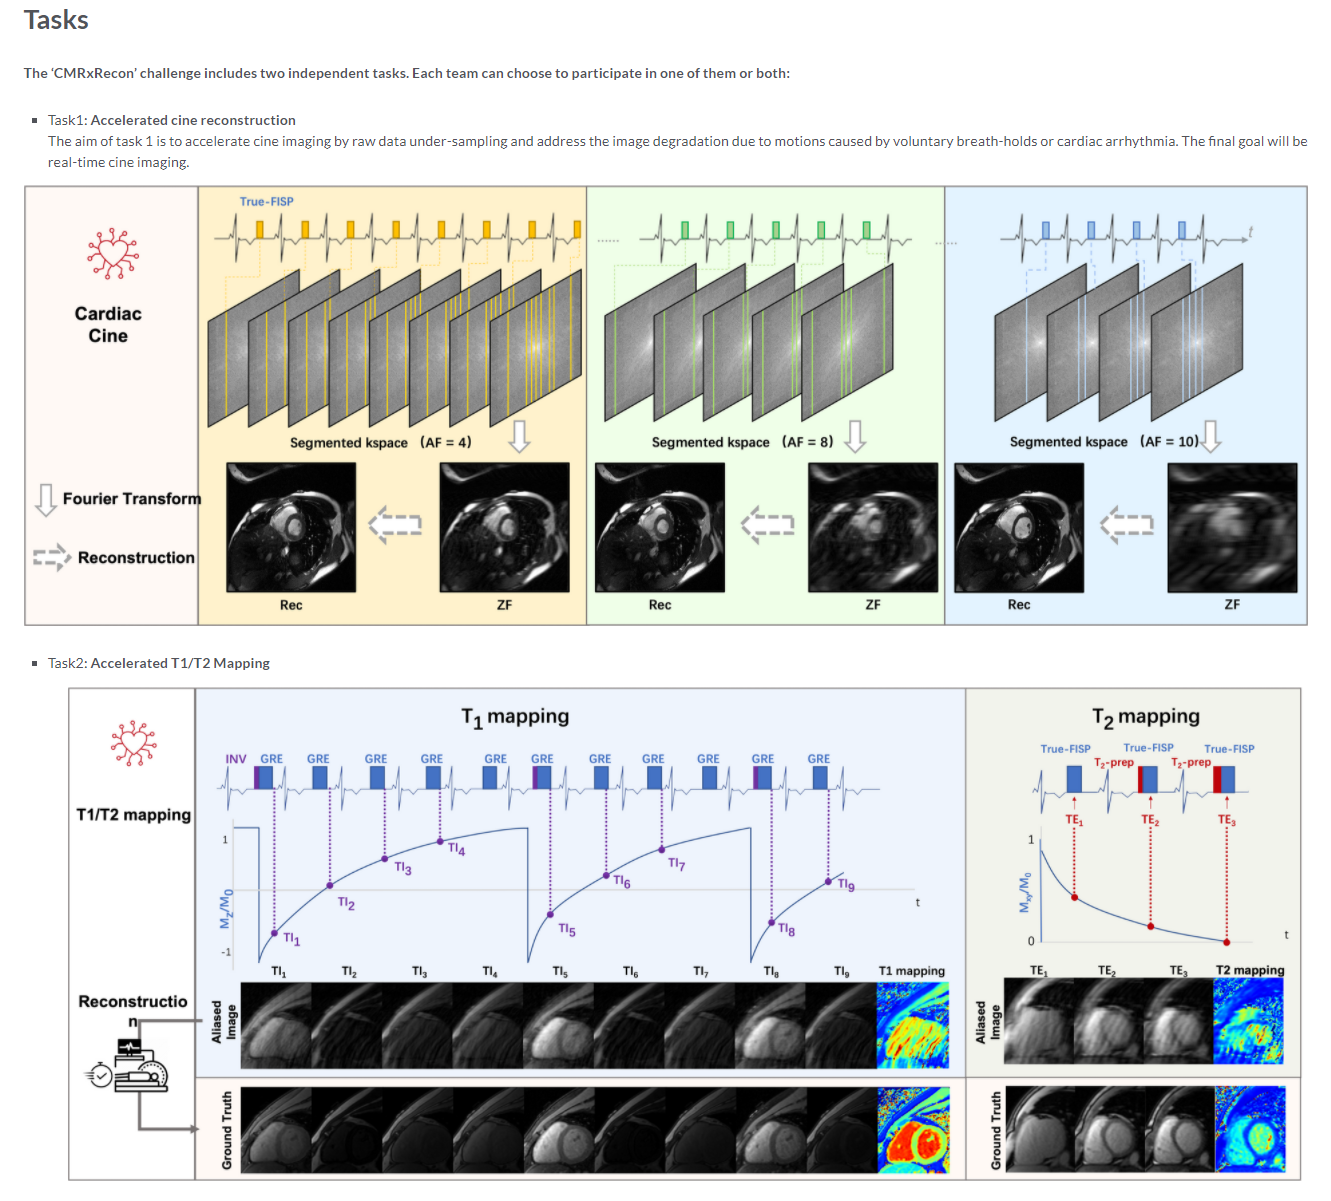 Tasks
The ‘CMRxRecon’ challenge includes two independent tasks. Each team can choose to participate in one of them or both:
Task1: Accelerated cine reconstruction
The aim of task 1 is to accelerate cine imaging by raw data under-sampling and address the image degradation due to motions caused by voluntary breath-holds or cardiac arrhythmia. The final goal will be
real-time cine imaging.
True-FISP
t
Cardiac
Cine
Segmented kspace (AF = 4)
Segmented kspace (AF = 8)
Segmented kspace (AF = 10)
Fourier Transform
Reconstruction
Rec
ZF
Rec
ZF
Rec
ZF
Task2: Accelerated T1/T2 Mapping
T1 mapping
T2 mapping
INV GRE GRE GRE GRE GRE GRE GRE GRE GRE GRE GRE
True-FISP True-FISP True-FISP
T2-prep T2-prep
T1/T2 mapping
TE1 TE2 TE3
1
Mz/M0
-1
TI1
TI2
TI3
TI4
TI5
TI6
TI7
TI8
TI9
t
1
Mxy/M0
0
t
TI1 TI2 TI3 TI4 TI5 TI6 TI7 TI8 TI9 T1 mapping
TE1 TE2 TE3 T2 mapping
Reconstructio
n
Aliased
Image
Aliased
Image
Ground Truth
Ground Truth